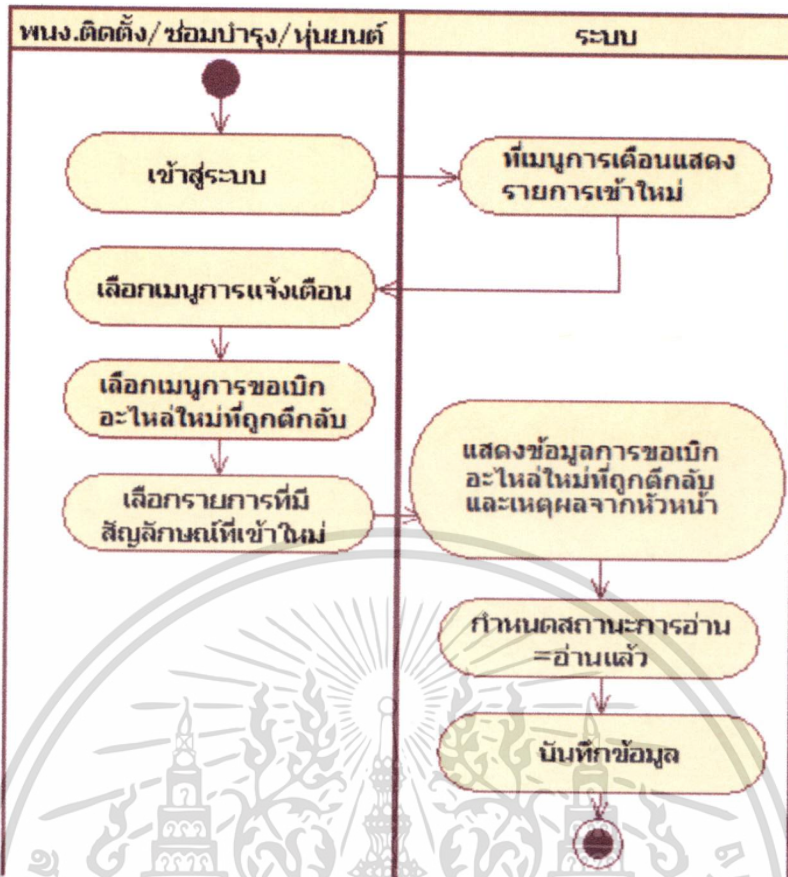 พนง.ติดตั้ง/ซ่อมบำรุง/หุ่นยนต์
ระบบ
เข้าสู่ระบบ
ที่เมนูการเตือนแสดง
รายการเข้าใหม่
เลือกเมนูการแจ้งเตือน
เลือกเมนูการขอเบิก
อะไหล่ใหม่ที่ถูกตีกลับ
เลือกรายการที่มี
สัญลักษณ์ที่เข้าใหม่
แสดงข้อมูลการขอเบิก
อะไหล่ใหม่ที่ถูกตีกลับ
และเหตุผลจากหัวหน้า
กำหนดสถานะการอ่าน
=อ่านแล้ว
บันทึกข้อมูล